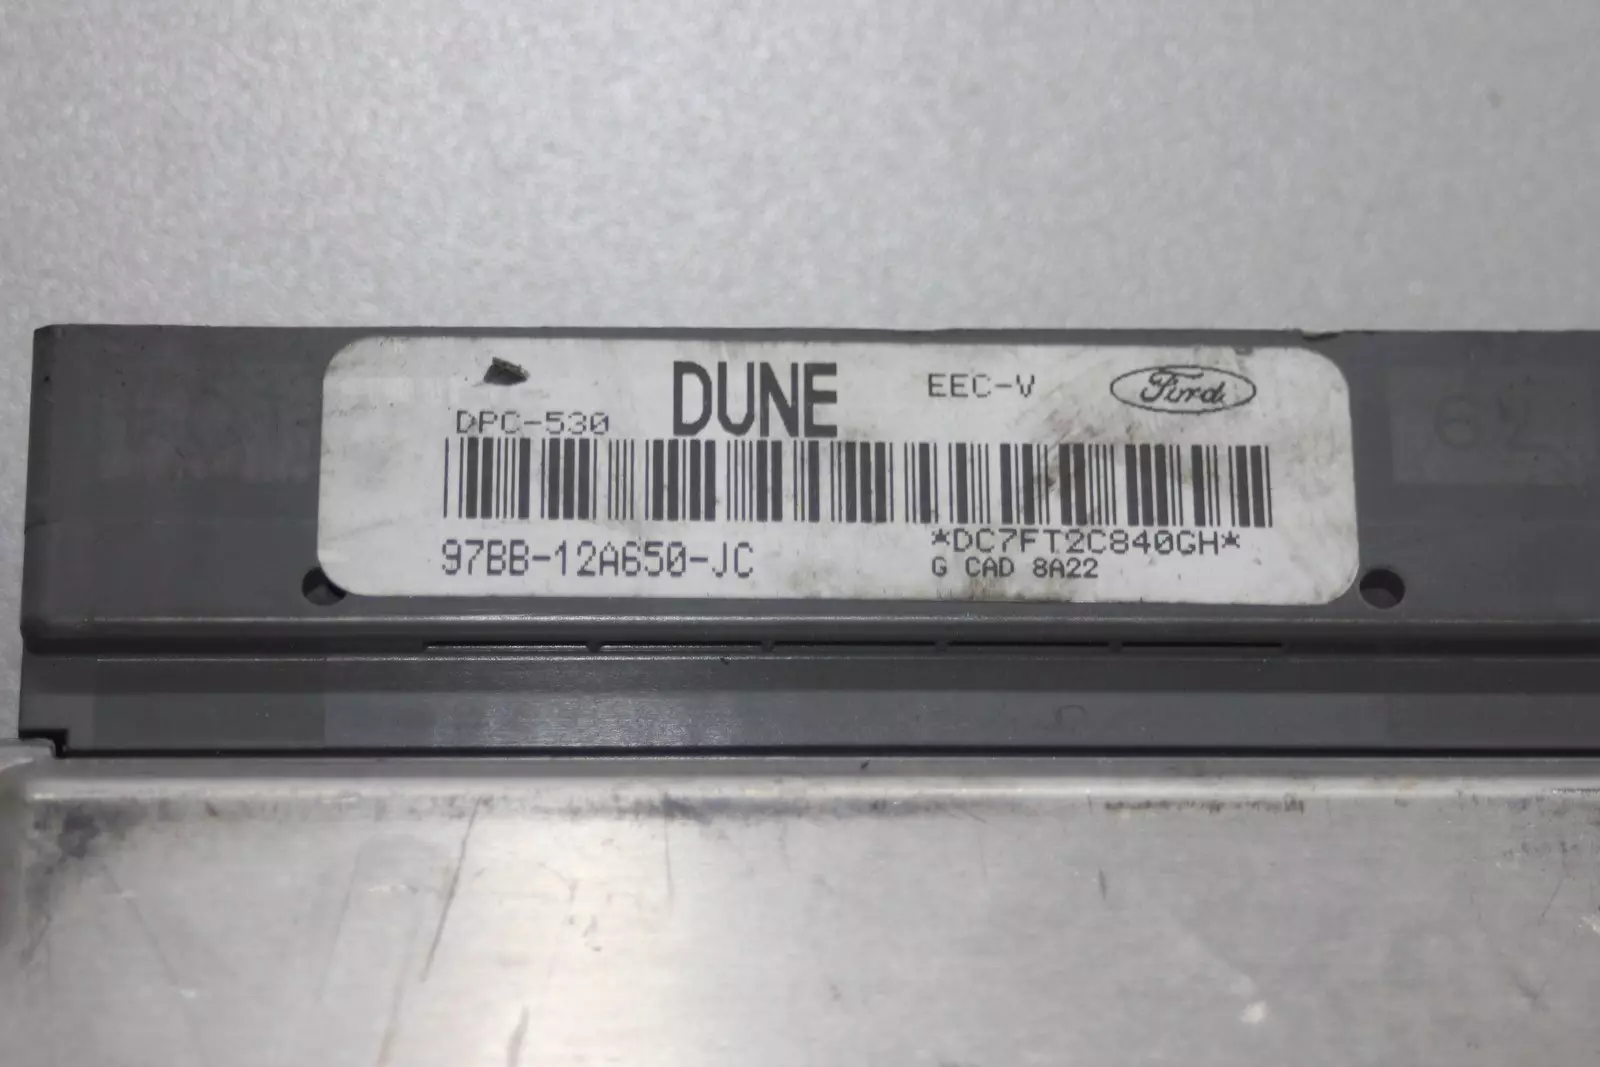 DUNE
EEC-V
Ford
DPC-530
97BB-12A650-JC
*DC7FT2C840GH*
G CAD 8A22